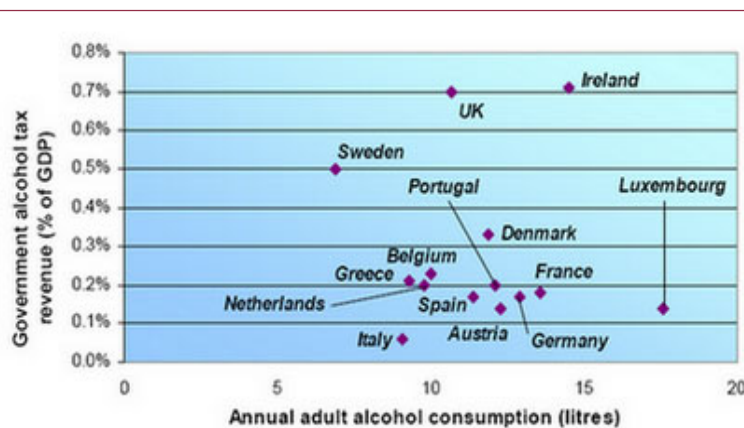 Government alcohol tax
revenue (% of GDP)
0.8%
0.7%
0.6%
0.5%
0.4%
0.3%
0.2%
0.1%
0.0%
Ireland
UK
Sweden
Portugal
Luxembourg
Denmark
Belgium
Greece
France
Netherlands
Spain
Austria
Germany
Italy
0
5
10
15
20
Annual adult alcohol consumption (litres)